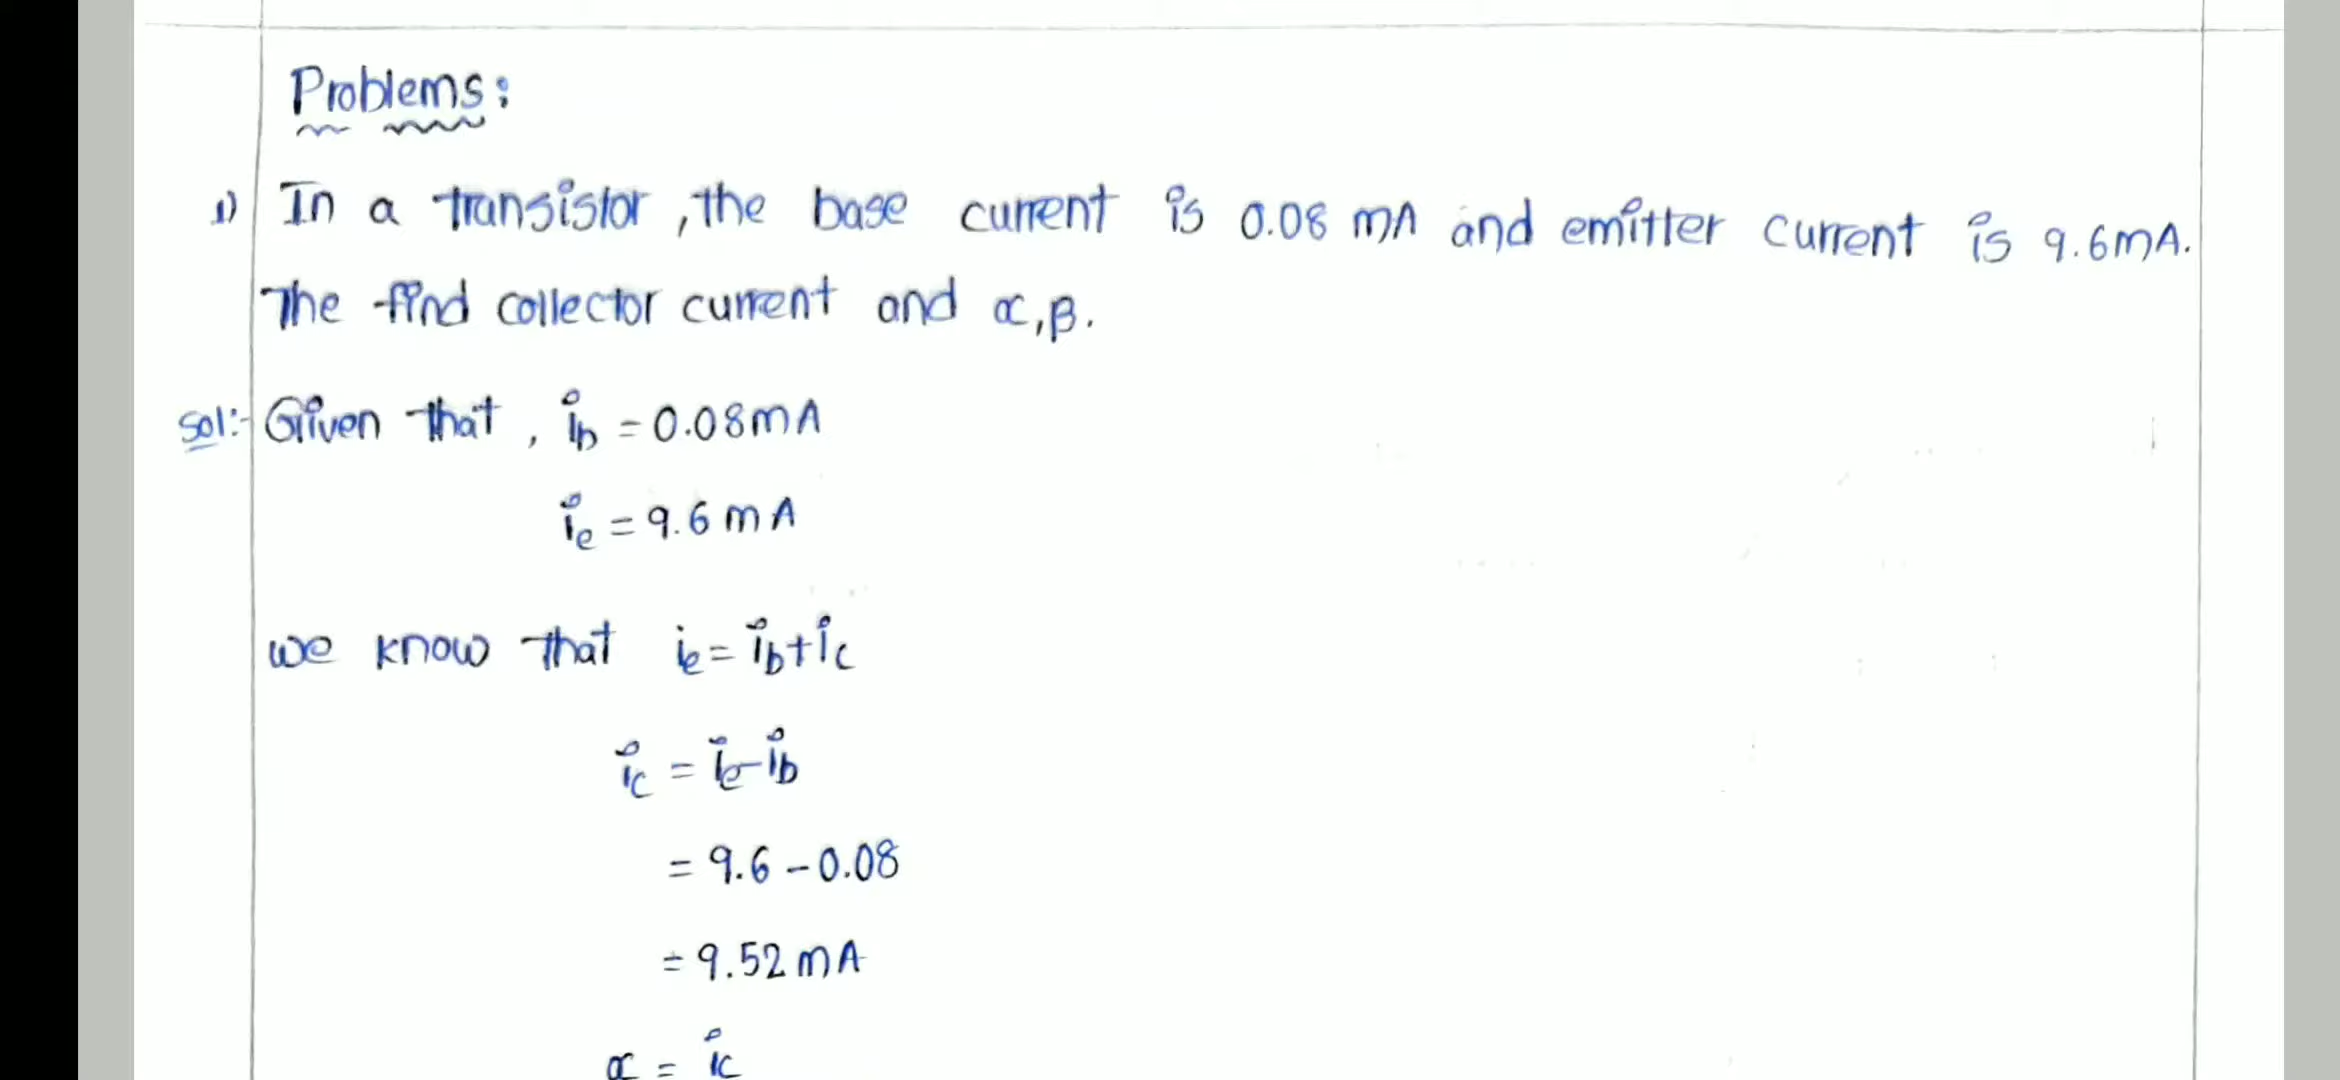 Problems:
1) In a transistor, the base current is 0.08 mA and emitter current is 9.6mA.
The find collector current and α,β.
Sol:- Given that, ib = 0.08mA
ie = 9.6 mA
we know that ie = ib+ic
ic = ie-ib
= 9.6 - 0.08
= 9.52 mA
α = ic